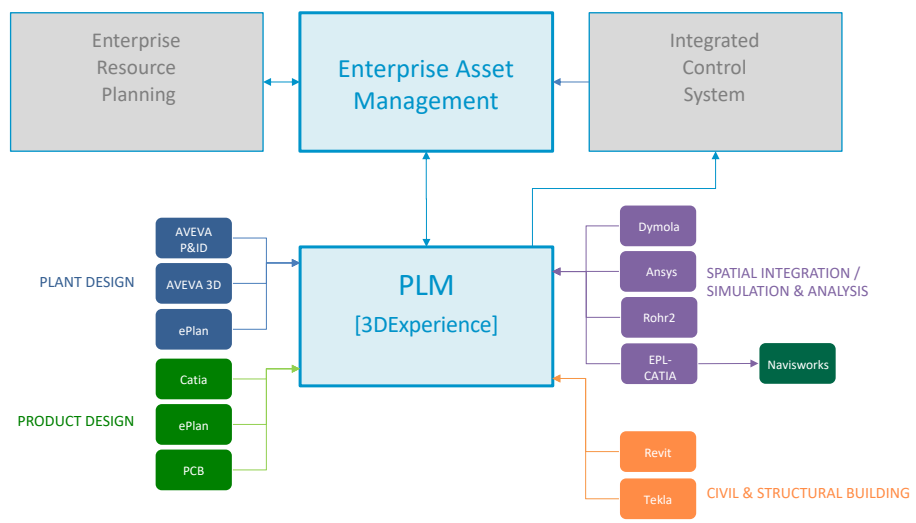 Enterprise
Resource
Planning
Enterprise Asset
Management
Integrated
Control
System
PLANT DESIGN
AVEVA
P&ID
AVEVA 3D
ePlan
PRODUCT DESIGN
Catia
ePlan
PCB
PLM
[3DExperience]
Dymola
Ansys
Rohr2
EPL-
CATIA
Navisworks
SPATIAL INTEGRATION /
SIMULATION & ANALYSIS
Revit
Tekla
CIVIL & STRUCTURAL BUILDING